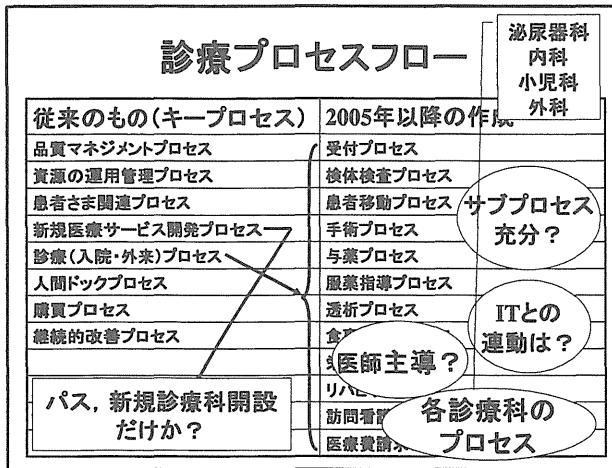 診療プロセスフロー
泌尿器科
内科
小児科
外科
従来のもの(キープロセス)
2005年以降の作成
品質マネジメントプロセス
受付プロセス
資源の運用管理プロセス
検体検査プロセス
患者さま関連プロセス
患者移動プロセス
新規医療サービス開発プロセス
手術プロセス
診療(入院・外来)プロセス
与薬プロセス
人間ドックプロセス
服薬指導プロセス
購買プロセス
透析プロセス
継続的改善プロセス
リハビ
訪問看護
医療費請求
サブプロセス
充分?
ITとの
連動は?
医師主導?
各診療科の
プロセス
パス,新規診療科開設
だけか?